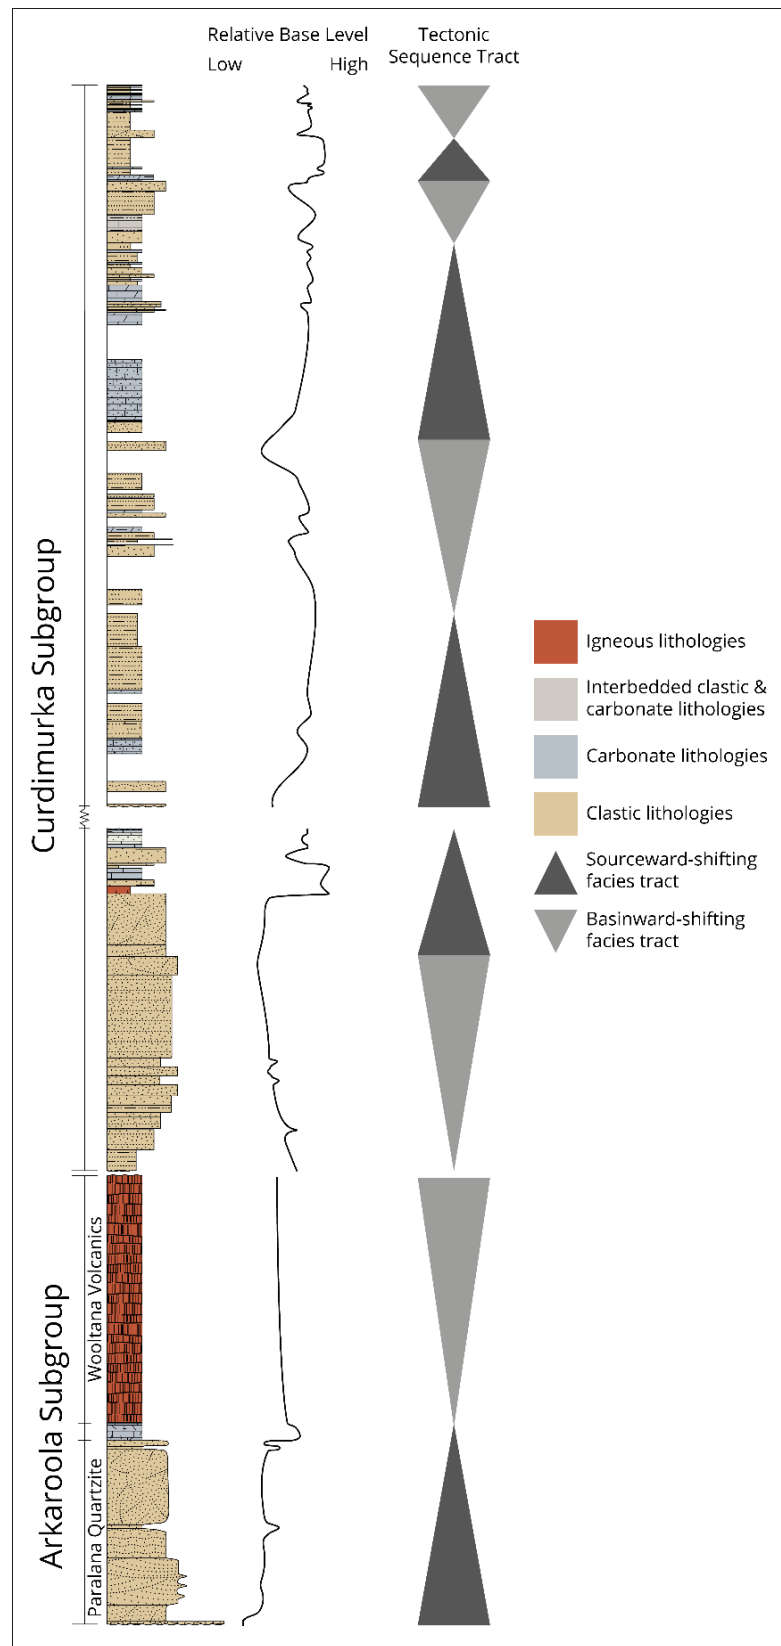 Relative Base Level
Low
High
Tectonic
Sequence Tract
Curdimurka Subgroup
Igneous lithologies
Interbedded clastic &
carbonate lithologies
Carbonate lithologies
Clastic lithologies
Sourceward-shifting
facies tract
Basinward-shifting
facies tract
Arkaroola Subgroup
Wooltana Volcanics
Paralana Quartzite